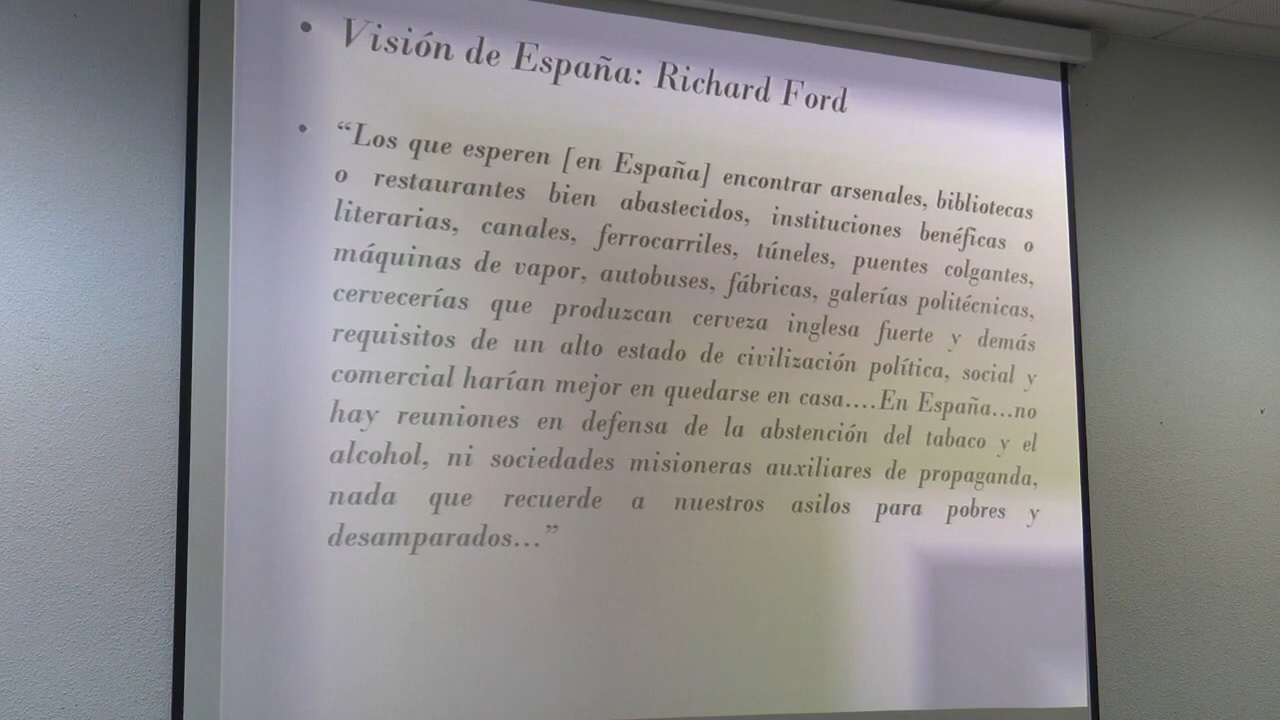 • Visión de España: Richard Ford
• “Los que esperen [en España] encontrar arsenales, bibliotecas
o restaurantes bien abastecidos, instituciones benéficas o
literarias, canales, ferrocarriles, túneles, puentes colgantes,
máquinas de vapor, autobuses, fábricas, galerías politécnicas,
cervecerías que produzcan cerveza inglesa fuerte y demás
requisitos de un alto estado de civilización política, social y
comercial harían mejor en quedarse en casa….En España…no
hay reuniones en defensa de la abstención del tabaco y el
alcohol, ni sociedades misioneras auxiliares de propaganda,
nada que recuerde a nuestros asilos para pobres y
desamparados…”